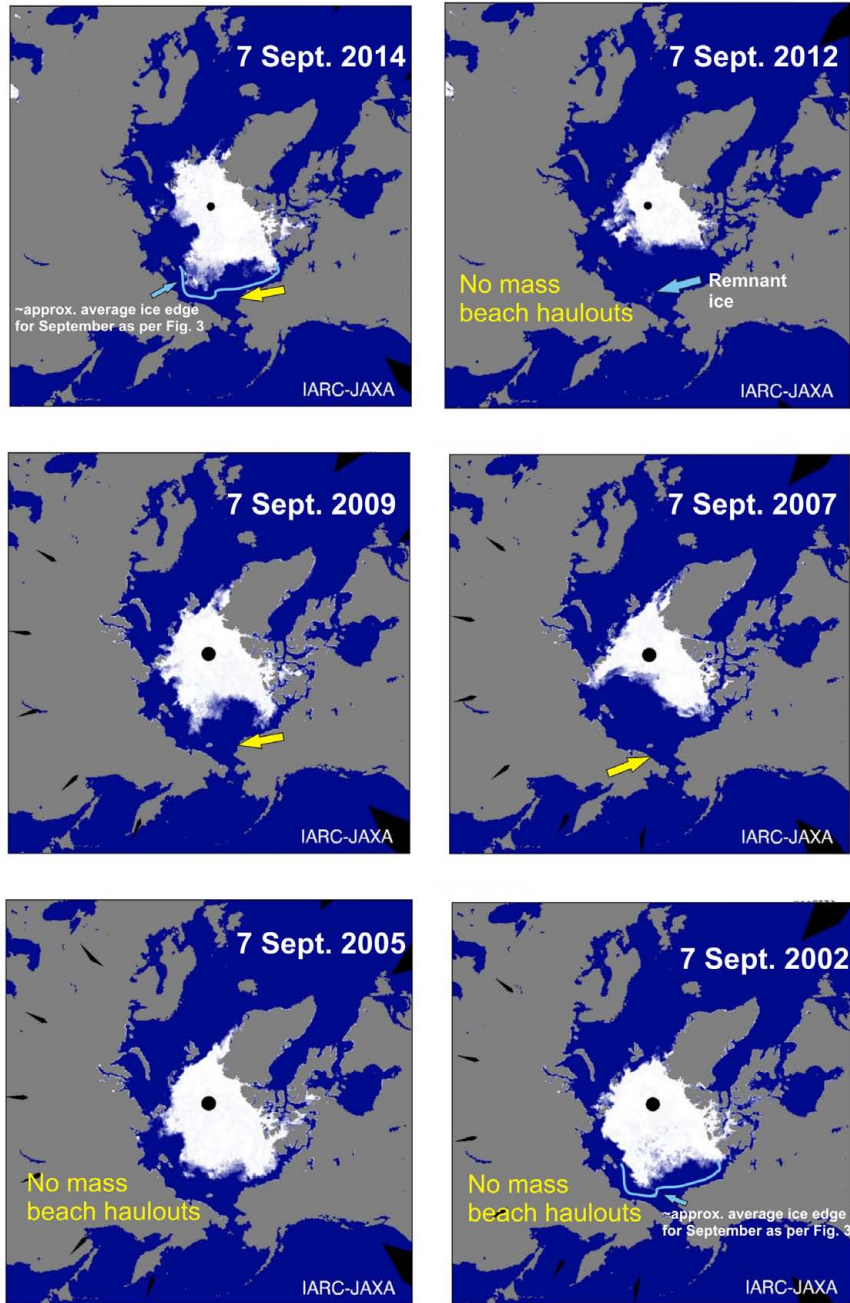 7 Sept. 2014
~approx. average ice edge
for September as per Fig. 3
IARC-JAXA
7 Sept. 2012
No mass
beach haulouts
Remnant
ice
IARC-JAXA
7 Sept. 2009
IARC-JAXA
7 Sept. 2007
IARC-JAXA
7 Sept. 2005
No mass
beach haulouts
IARC-JAXA
7 Sept. 2002
No mass
beach haulouts
~approx. average ice edge
for September as per Fig. 3
IARC-JAXA